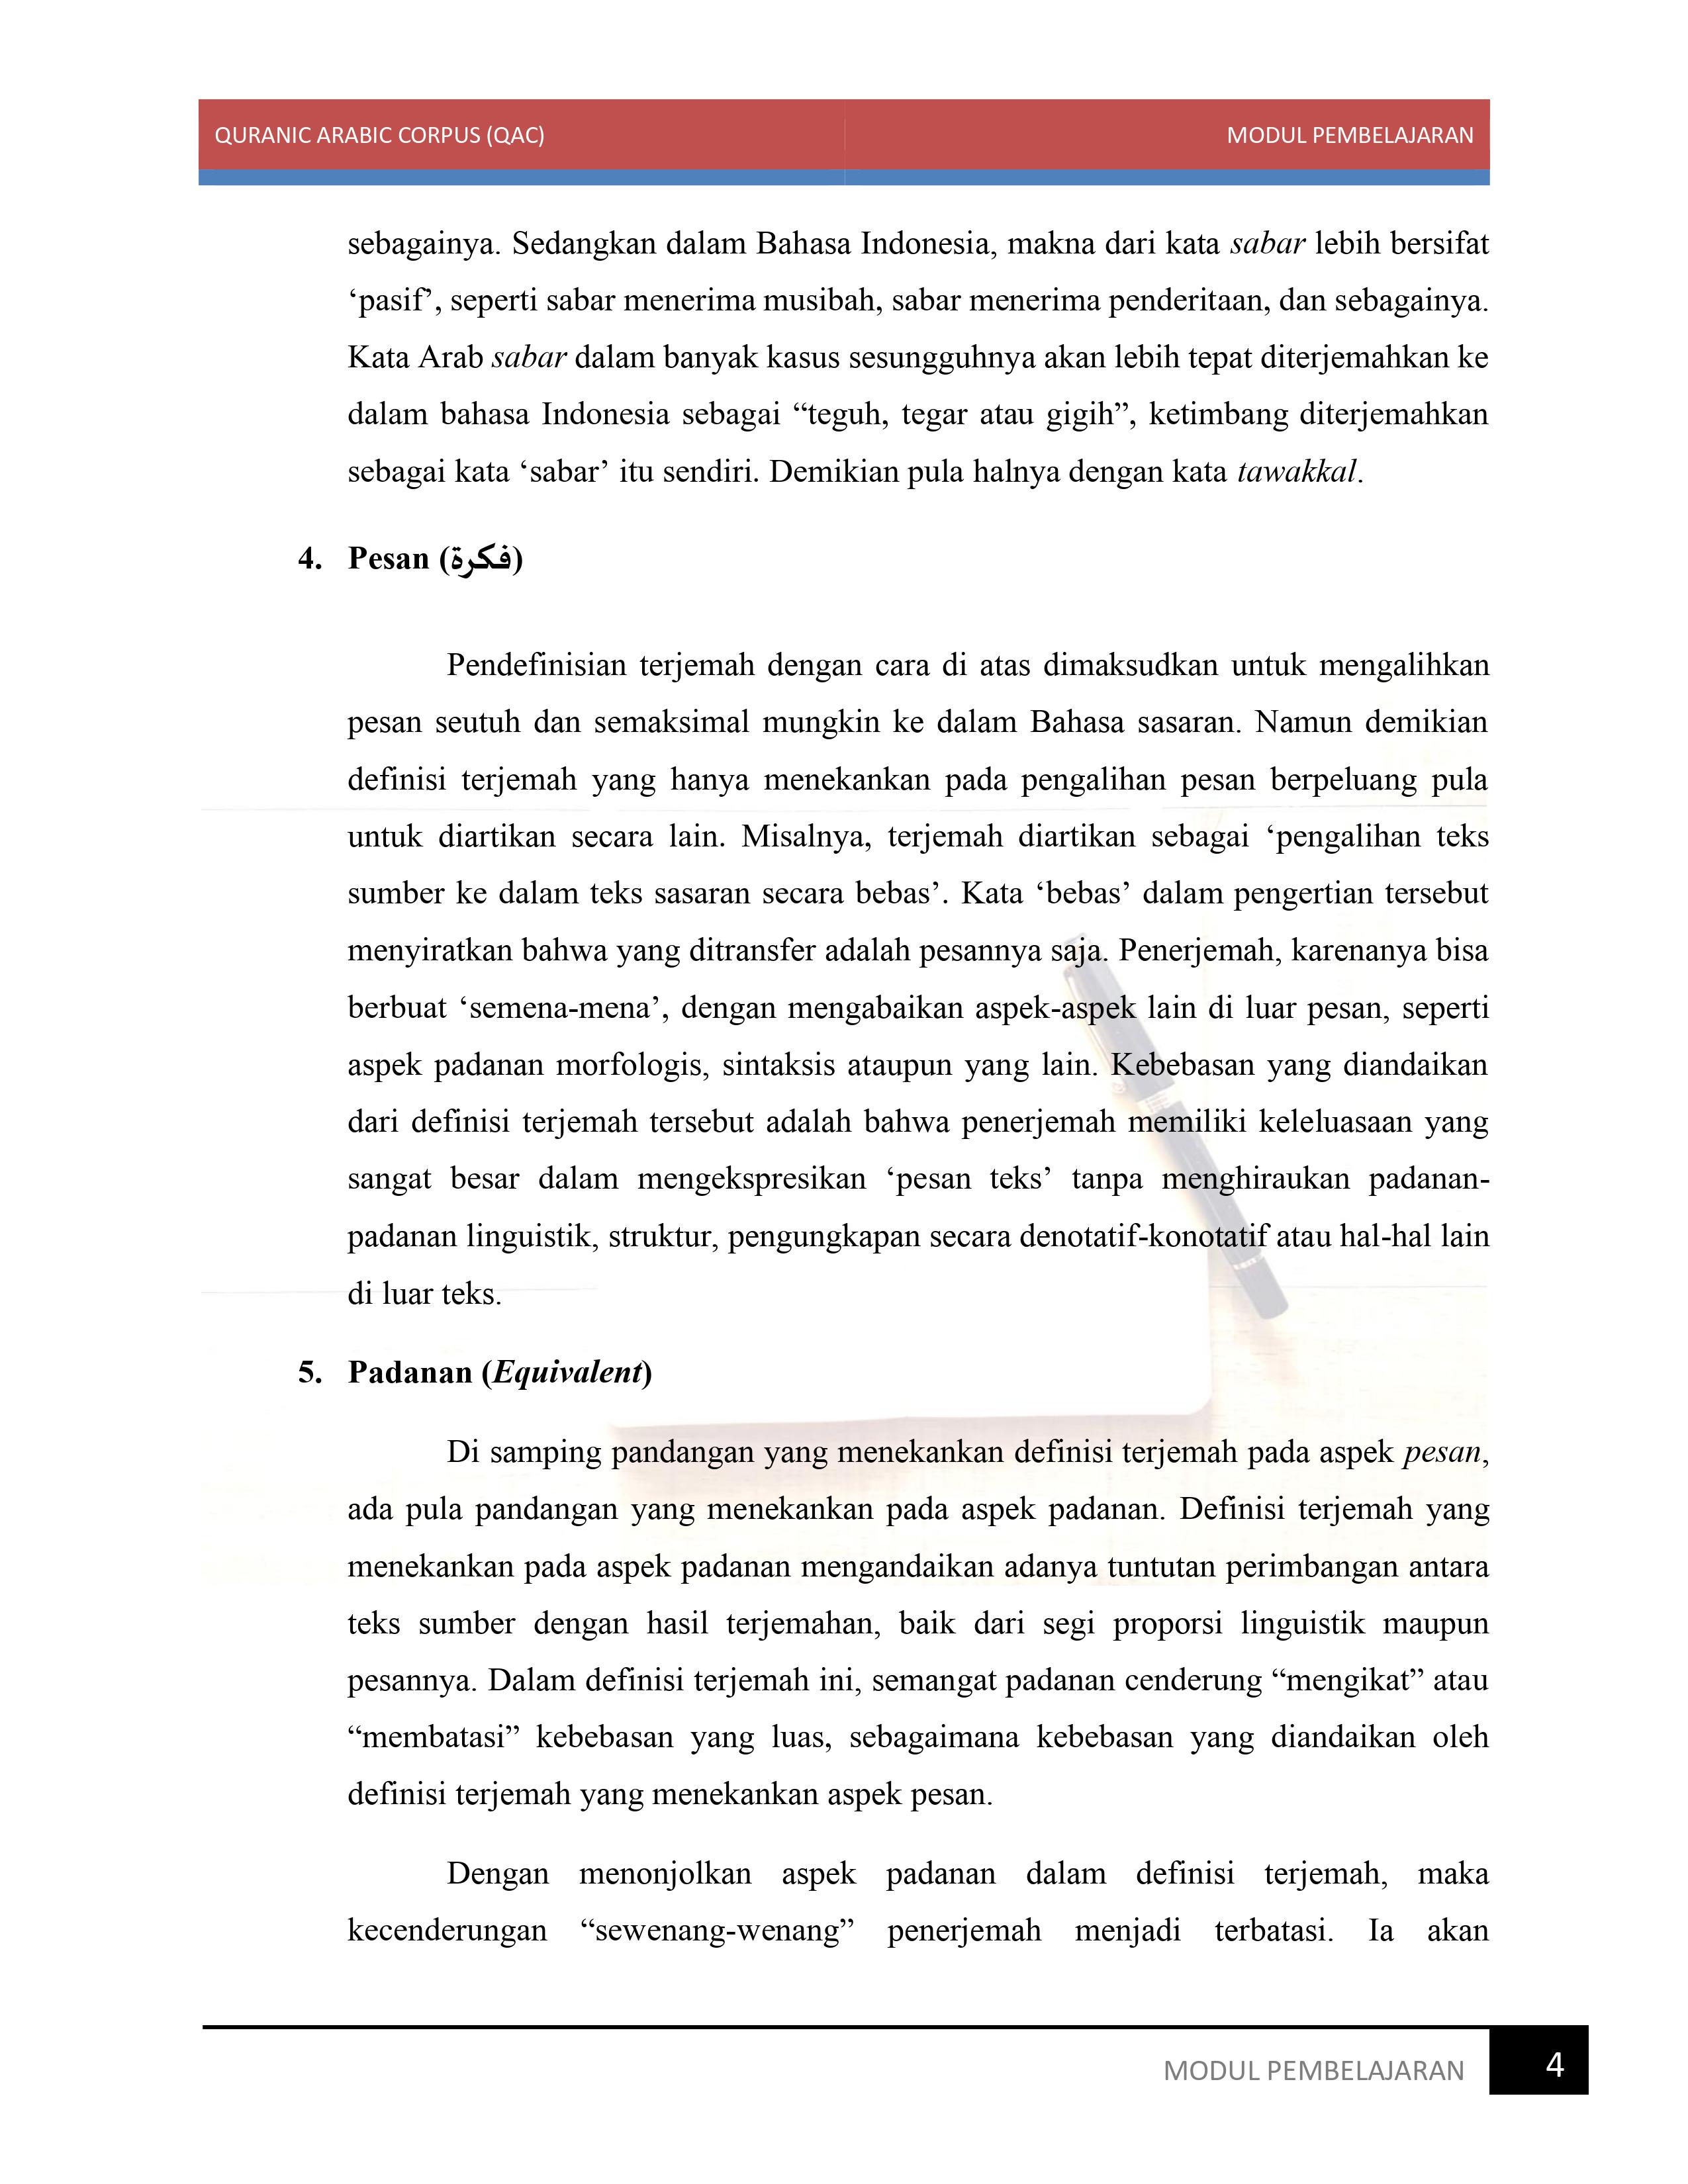 QURANIC ARABIC CORPUS (QAC) MODUL PEMBELAJARAN
sebagainya. Sedangkan dalam Bahasa Indonesia, makna dari kata sabar lebih bersifat
‘pasif’, seperti sabar menerima musibah, sabar menerima penderitaan, dan sebagainya.
Kata Arab sabar dalam banyak kasus sesungguhnya akan lebih tepat diterjemahkan ke
dalam bahasa Indonesia sebagai “teguh, tegar atau gigih”, ketimbang diterjemahkan
sebagai kata ‘sabar’ itu sendiri. Demikian pula halnya dengan kata tawakkal.
4. Pesan (فكرة)
Pendefinisian terjemah dengan cara di atas dimaksudkan untuk mengalihkan
pesan seutuh dan semaksimal mungkin ke dalam Bahasa sasaran. Namun demikian
definisi terjemah yang hanya menekankan pada pengalihan pesan berpeluang pula
untuk diartikan secara lain. Misalnya, terjemah diartikan sebagai ‘pengalihan teks
sumber ke dalam teks sasaran secara bebas’. Kata ‘bebas’ dalam pengertian tersebut
menyiratkan bahwa yang ditransfer adalah pesannya saja. Penerjemah, karenanya bisa
berbuat ‘semena-mena’, dengan mengabaikan aspek-aspek lain di luar pesan, seperti
aspek padanan morfologis, sintaksis ataupun yang lain. Kebebasan yang diandaikan
dari definisi terjemah tersebut adalah bahwa penerjemah memiliki keleluasaan yang
sangat besar dalam mengekspresikan ‘pesan teks’ tanpa menghiraukan padanan-
padanan linguistik, struktur, pengungkapan secara denotatif-konotatif atau hal-hal lain
di luar teks.
5. Padanan (Equivalent)
Di samping pandangan yang menekankan definisi terjemah pada aspek pesan,
ada pula pandangan yang menekankan pada aspek padanan. Definisi terjemah yang
menekankan pada aspek padanan mengandaikan adanya tuntutan perimbangan antara
teks sumber dengan hasil terjemahan, baik dari segi proporsi linguistik maupun
pesannya. Dalam definisi terjemah ini, semangat padanan cenderung “mengikat” atau
“membatasi” kebebasan yang luas, sebagaimana kebebasan yang diandaikan oleh
definisi terjemah yang menekankan aspek pesan.
Dengan menonjolkan aspek padanan dalam definisi terjemah, maka
kecenderungan “sewenang-wenang” penerjemah menjadi terbatasi. Ia akan
MODUL PEMBELAJARAN 4